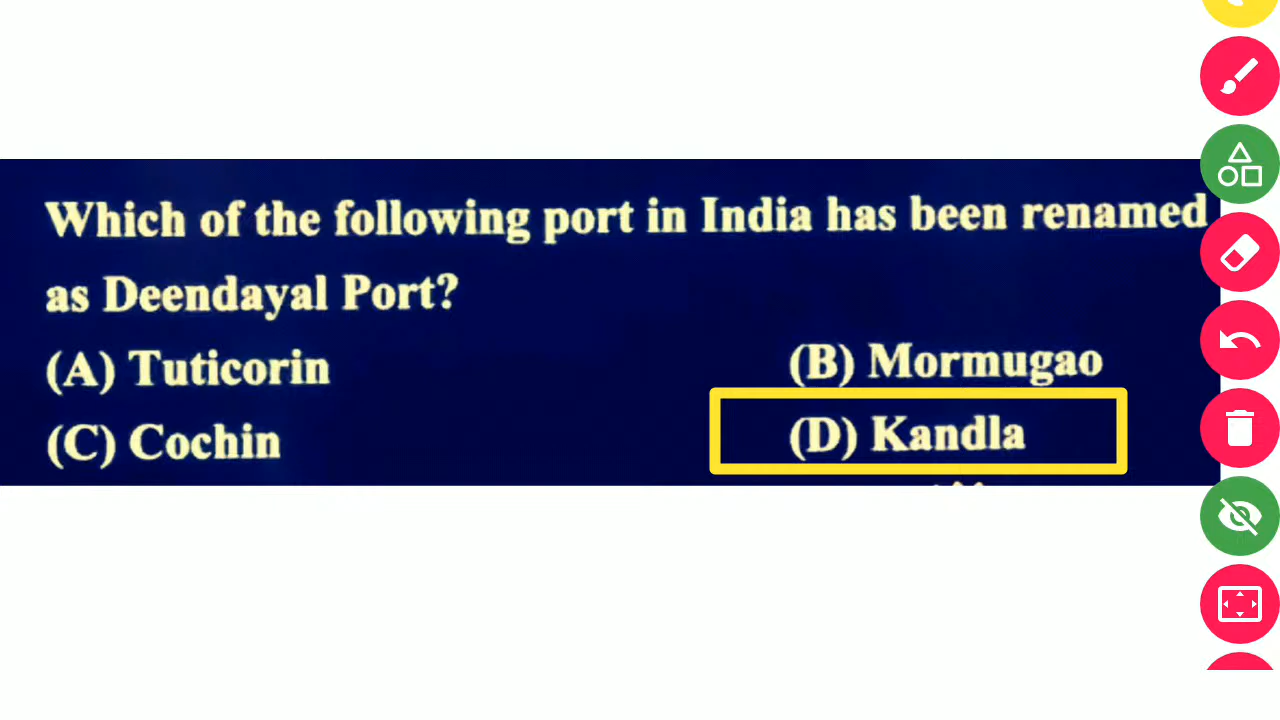 Which of the following port in India has been renamed
as Deendayal Port?
(A) Tuticorin
(B) Mormugao
(C) Cochin
(D) Kandla